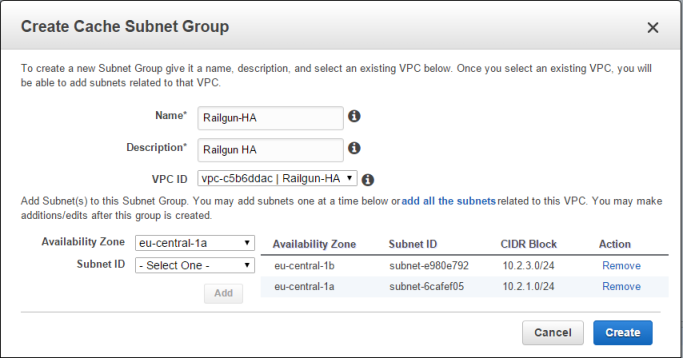 Create Cache Subnet Group
To create a new Subnet Group give it a name, description, and select an existing VPC below. Once you select an existing VPC, you will
be able to add subnets related to that VPC.
Name* Railgun-HA
Description* Railgun HA
VPC ID vpc-c5b6ddac | Railgun-HA
Add Subnet(s) to this Subnet Group. You may add subnets one at a time below or add all the subnets related to this VPC. You may make
additions/edits after this group is created.
Availability Zone eu-central-1a
Subnet ID - Select One -
Add
Availability Zone Subnet ID CIDR Block Action
eu-central-1b subnet-e980e792 10.2.3.0/24 Remove
eu-central-1a subnet-6cafef05 10.2.1.0/24 Remove
Cancel Create